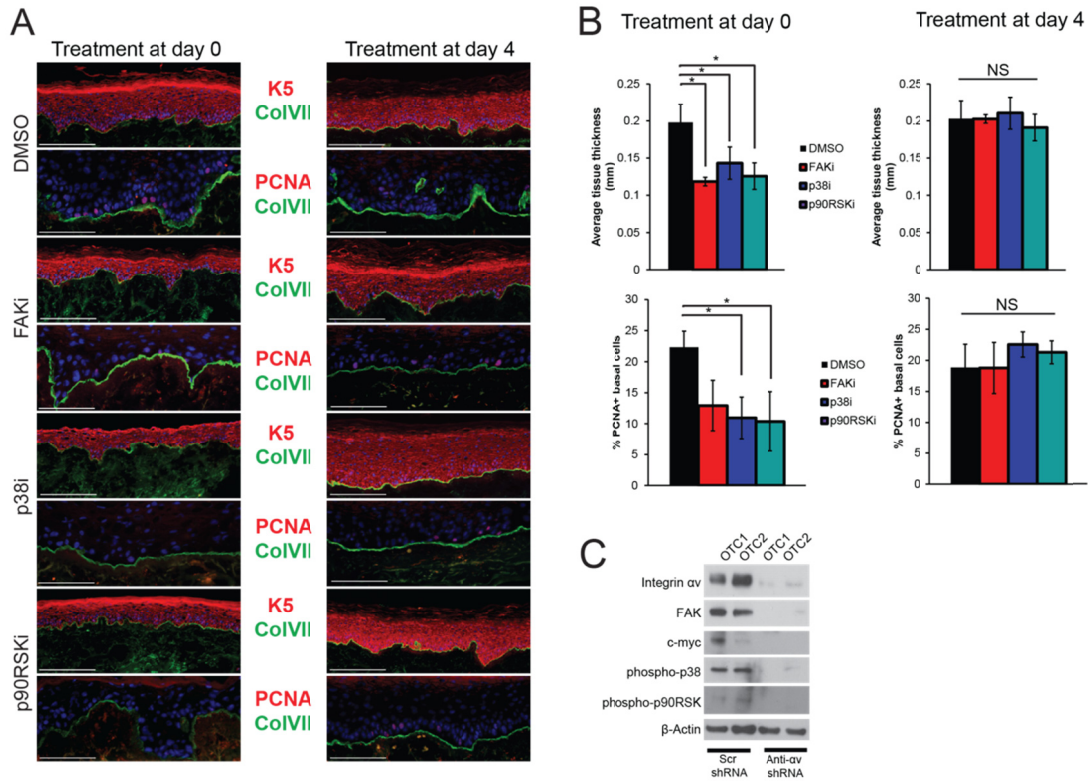 A
Treatment at day 0
Treatment at day 4
DMSO
K5
ColVII
PCNA
ColVII
FAKi
K5
ColVII
PCNA
ColVII
p38i
K5
ColVII
PCNA
ColVII
p90RSKi
K5
ColVII
PCNA
ColVII
B
Treatment at day 0
Treatment at day 4
Average tissue thickness
(mm)
0.25
0.2
0.15
0.1
0.05
0
*
*
*
DMSO
FAKi
p38i
p90RSKi
Average tissue thickness
(mm)
0.25
0.2
0.15
0.1
0.05
0
NS
% PCNA+ basal cells
30
25
20
15
10
5
0
*
*
DMSO
FAKi
p38i
p90RSKi
% PCNA+ basal cells
30
25
20
15
10
5
0
NS
C
OTC1 OTC2 OTC1 OTC2
Integrin αv
FAK
c-myc
phospho-p38
phospho-p90RSK
β-Actin
Scr
shRNA
Anti-αv
shRNA